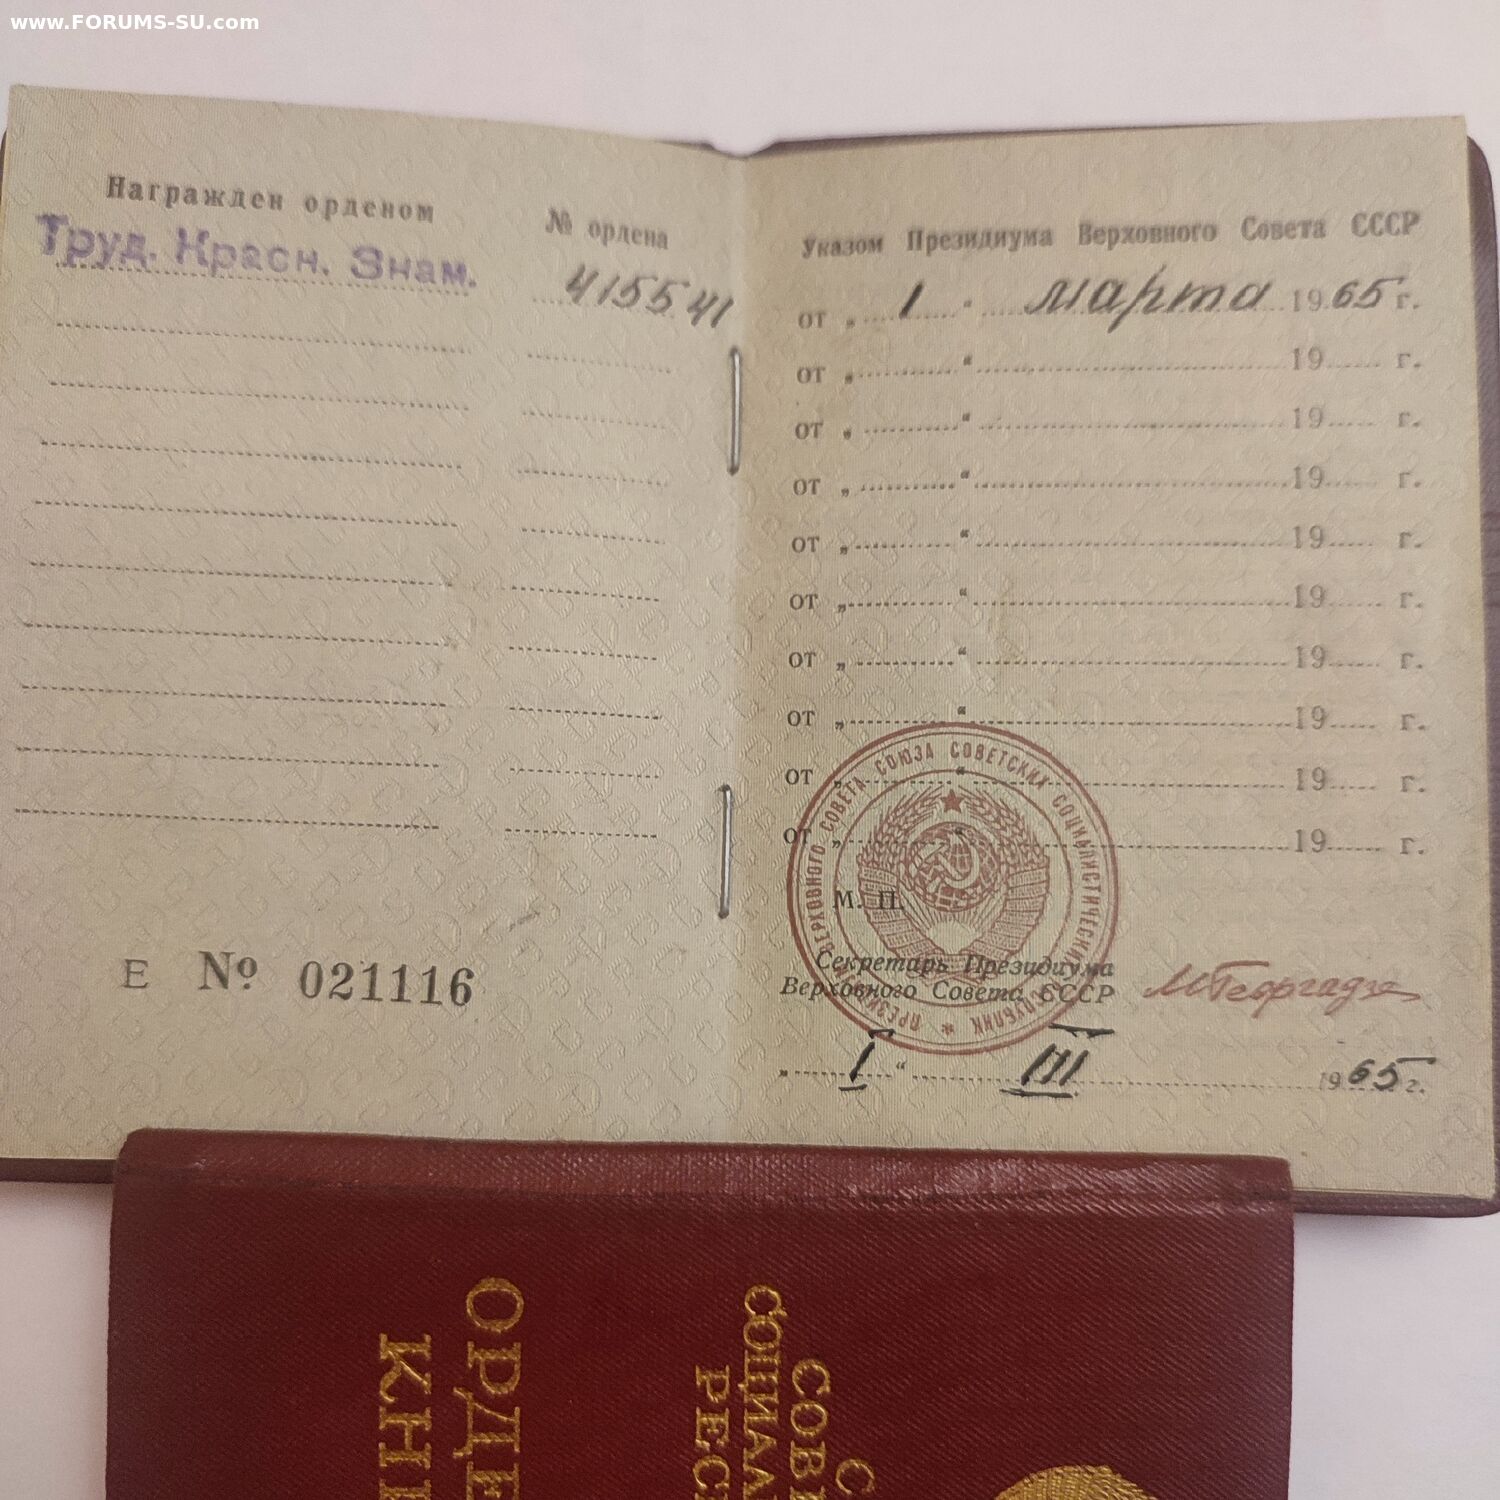 www.FORUMS-SU.com
Награжден орденом
№ ордена
Труд. Красн. Знам.
415541
Е № 021116
Указом Президиума Верховного Совета СССР
от „ 1 “ марта 1965 г.
от „ “ 19 г.
от „ “ 19 г.
от „ “ 19 г.
от „ “ 19 г.
от „ “ 19 г.
от „ “ 19 г.
от „ “ 19 г.
от „ “ 19 г.
от „ “ 19 г.
ПРЕЗИДИУМ ВЕРХОВНОГО СОВЕТА СОЮЗА СОВЕТСКИХ СОЦИАЛИСТИЧЕСКИХ РЕСПУБЛИК *
М. П.
Секретарь Президиума
Верховного Совета СССР
М Георгадзе
„ I “ III 1965 г.
ОРДЕ
КНИ
С
СОВ
СОЦИАЛ
РЕС